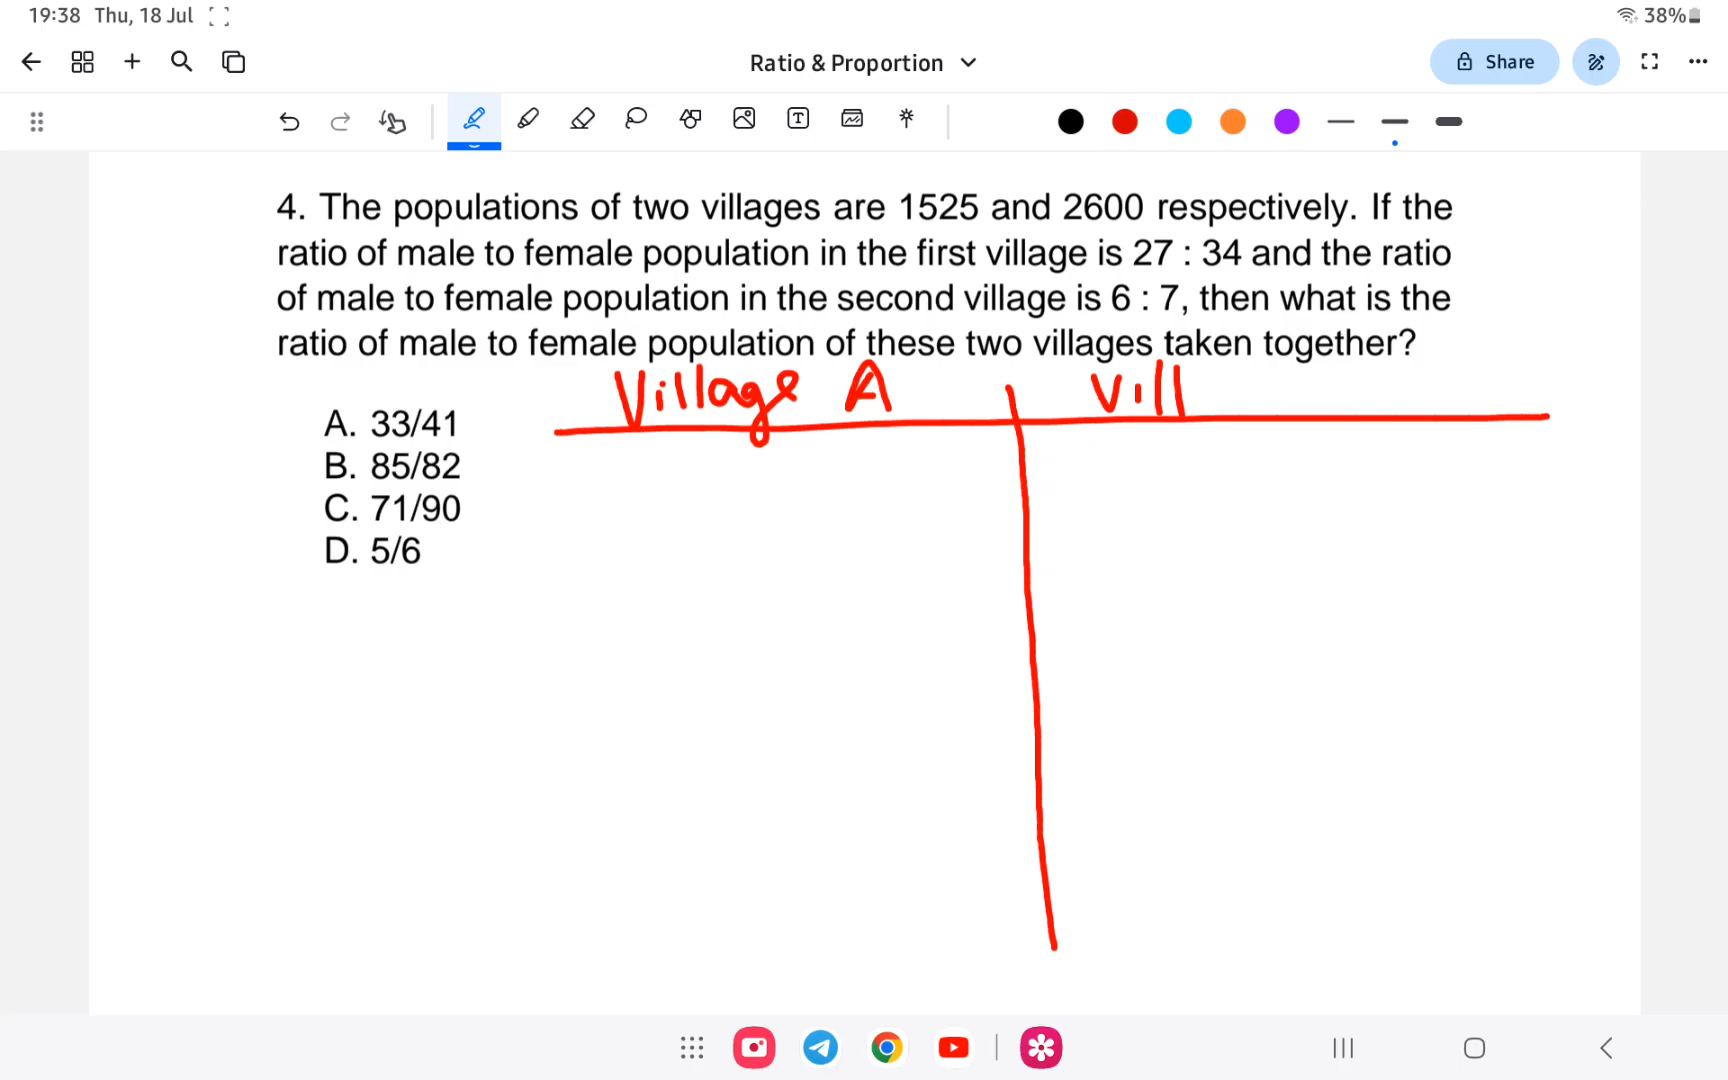 19:38 Thu, 18 Jul
38%
Ratio & Proportion
Share
4. The populations of two villages are 1525 and 2600 respectively. If the
ratio of male to female population in the first village is 27 : 34 and the ratio
of male to female population in the second village is 6 : 7, then what is the
ratio of male to female population of these two villages taken together?
Village A
Vill
A. 33/41
B. 85/82
C. 71/90
D. 5/6